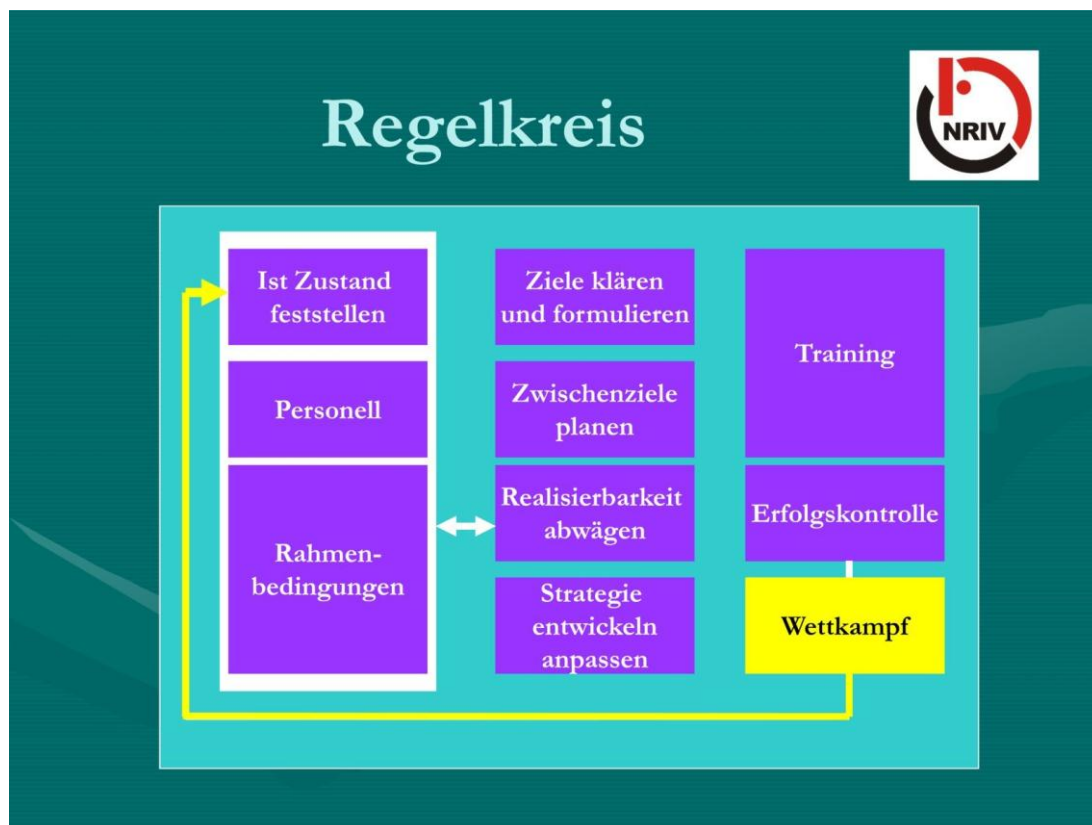 Regelkreis
NRIV
Ist Zustand
feststellen
Personell
Rahmen-
bedingungen
Ziele klären
und formulieren
Zwischenziele
planen
Realisierbarkeit
abwägen
Strategie
entwickeln
anpassen
Training
Erfolgskontrolle
Wettkampf